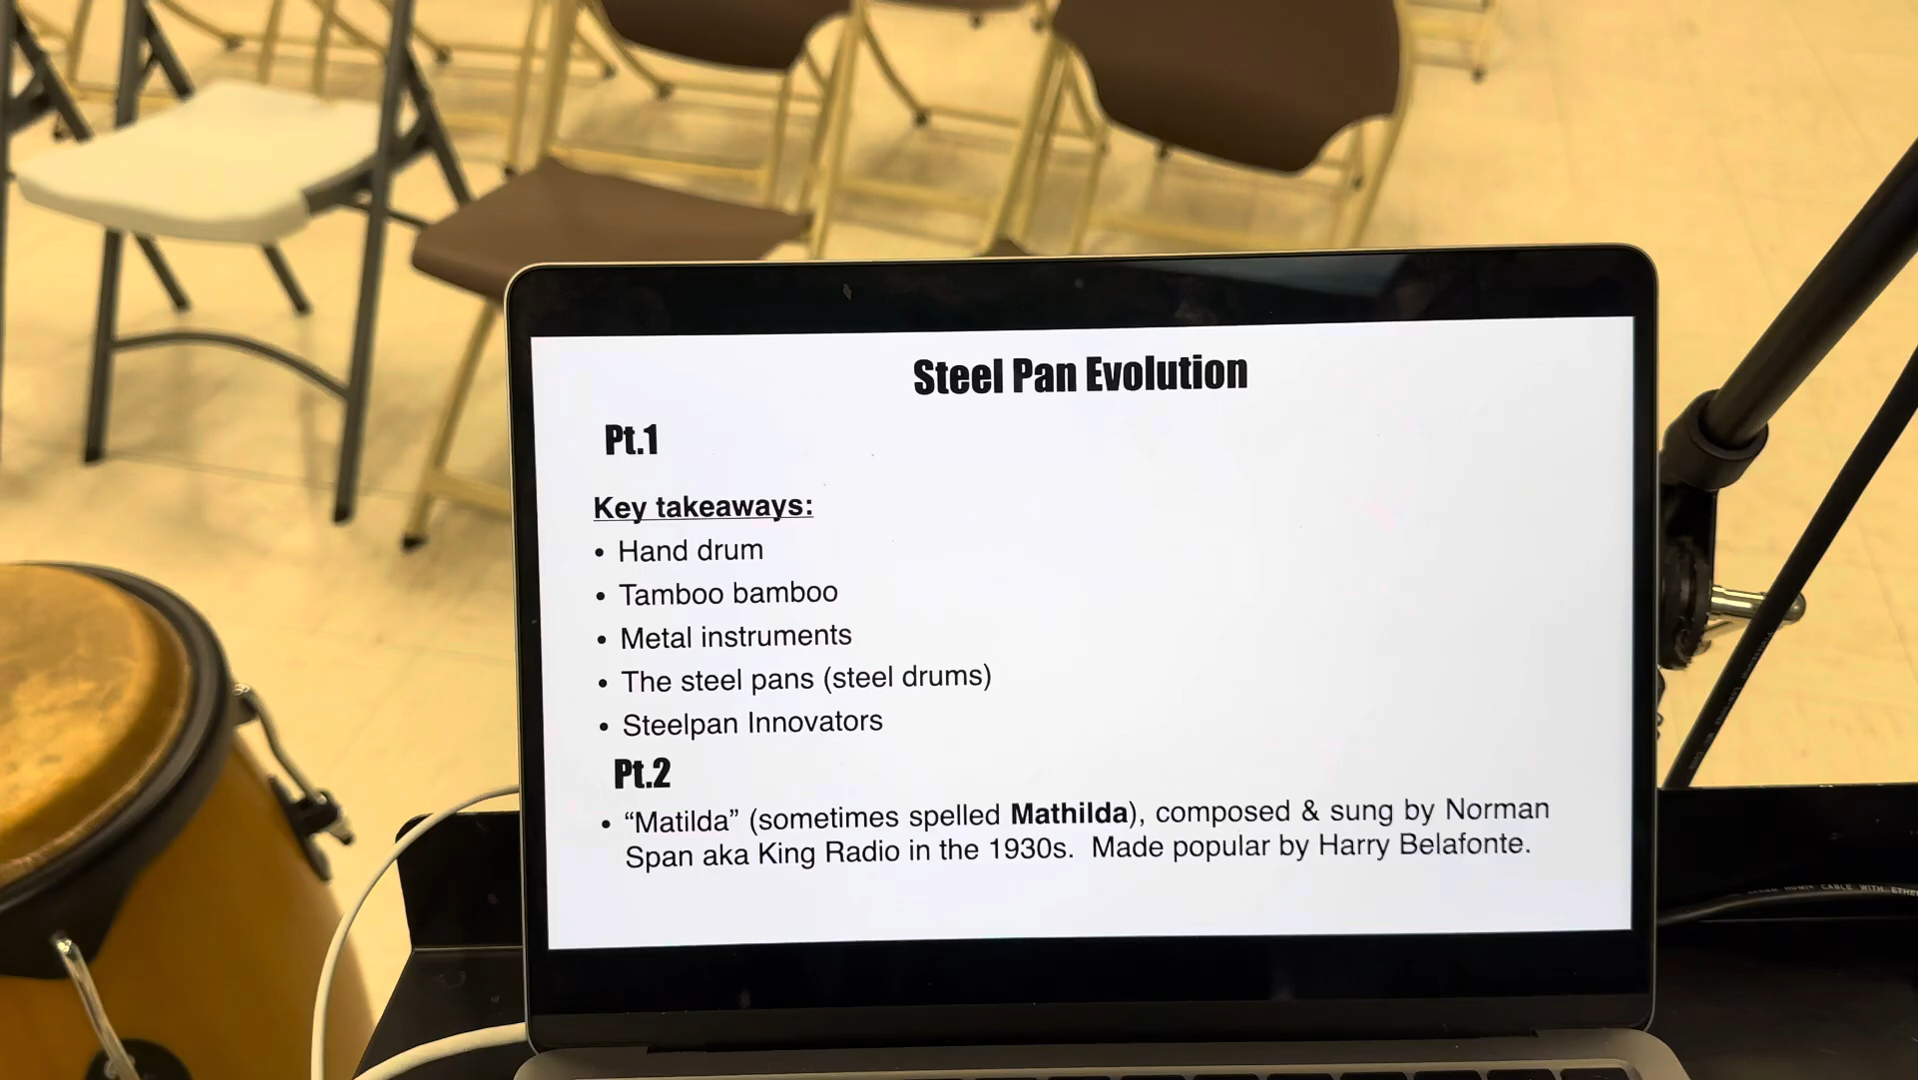 Steel Pan Evolution
Pt.1
Key takeaways:
• Hand drum
• Tamboo bamboo
• Metal instruments
• The steel pans (steel drums)
• Steelpan Innovators
Pt.2
• “Matilda” (sometimes spelled Mathilda), composed & sung by Norman
Span aka King Radio in the 1930s. Made popular by Harry Belafonte.
CABLE WITH